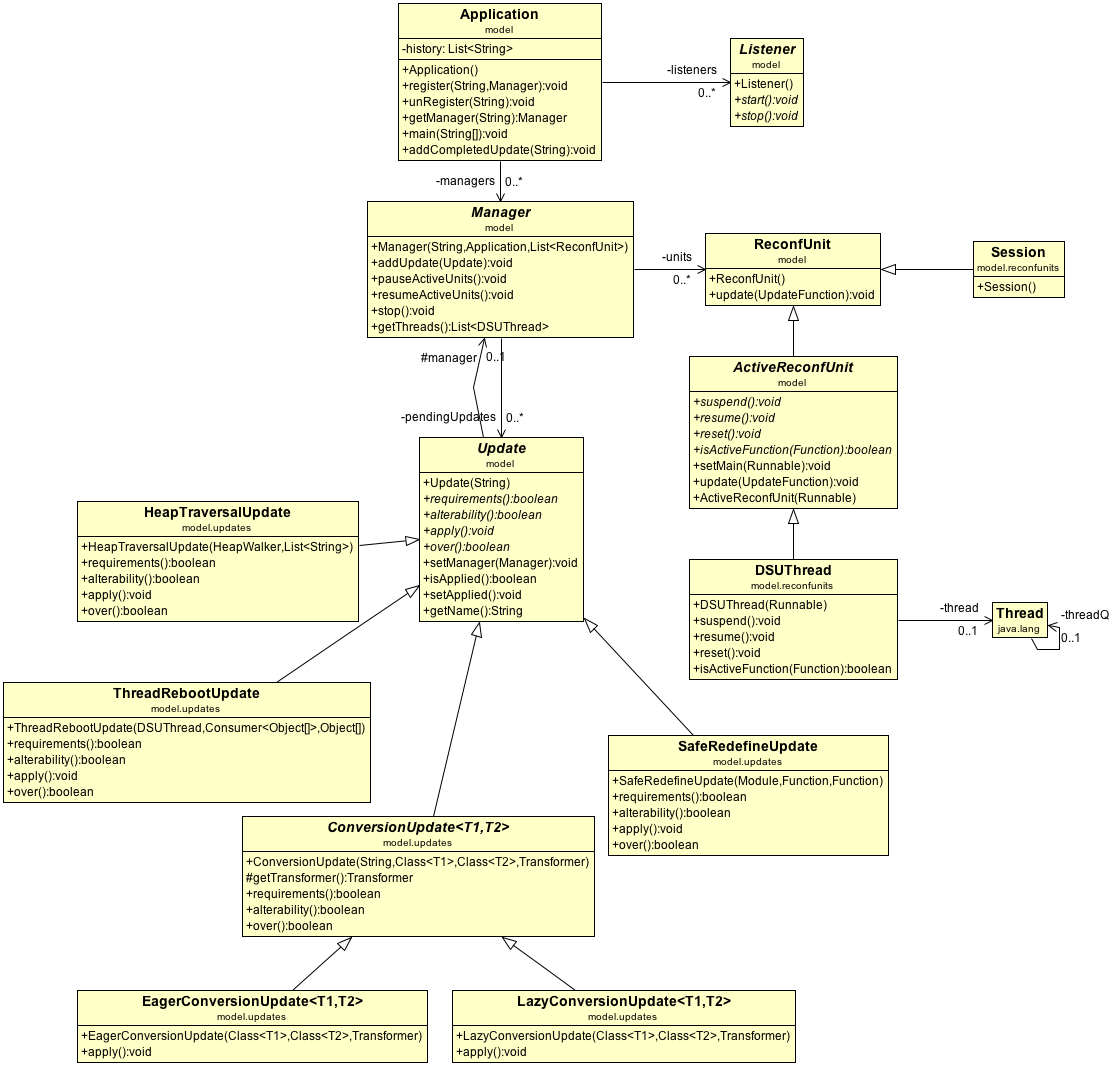 Application
model
-history: List<String>
+Application()
+register(String,Manager):void
+unRegister(String):void
+getManager(String):Manager
+main(String[]):void
+addCompletedUpdate(String):void
-listeners
0..*
Listener
model
+Listener()
+start():void
+stop():void
-managers
0..*
Manager
model
+Manager(String,Application,List<ReconfUnit>)
+addUpdate(Update):void
+pauseActiveUnits():void
+resumeActiveUnits():void
+stop():void
+getThreads():List<DSUThread>
-units
0..*
ReconfUnit
model
+ReconfUnit()
+update(UpdateFunction):void
Session
model.reconfunits
+Session()
#manager
0..1
-pendingUpdates
0..*
ActiveReconfUnit
model
+suspend():void
+resume():void
+reset():void
+isActiveFunction(Function):boolean
+setMain(Runnable):void
+update(UpdateFunction):void
+ActiveReconfUnit(Runnable)
Update
model
+Update(String)
+requirements():boolean
+alterability():boolean
+apply():void
+over():boolean
+setManager(Manager):void
+isApplied():boolean
+setApplied():void
+getName():String
HeapTraversalUpdate
model.updates
+HeapTraversalUpdate(HeapWalker,List<String>)
+requirements():boolean
+alterability():boolean
+apply():void
+over():boolean
DSUThread
model.reconfunits
+DSUThread(Runnable)
+suspend():void
+resume():void
+reset():void
+isActiveFunction(Function):boolean
-thread
0..1
Thread
java.lang
-threadQ
0..1
ThreadRebootUpdate
model.updates
+ThreadRebootUpdate(DSUThread,Consumer<Object[]>,Object[])
+requirements():boolean
+alterability():boolean
+apply():void
+over():boolean
SafeRedefineUpdate
model.updates
+SafeRedefineUpdate(Module,Function,Function)
+requirements():boolean
+alterability():boolean
+apply():void
+over():boolean
ConversionUpdate<T1,T2>
model.updates
+ConversionUpdate(String,Class<T1>,Class<T2>,Transformer)
#getTransformer():Transformer
+requirements():boolean
+alterability():boolean
+over():boolean
EagerConversionUpdate<T1,T2>
model.updates
+EagerConversionUpdate(Class<T1>,Class<T2>,Transformer)
+apply():void
LazyConversionUpdate<T1,T2>
model.updates
+LazyConversionUpdate(Class<T1>,Class<T2>,Transformer)
+apply():void